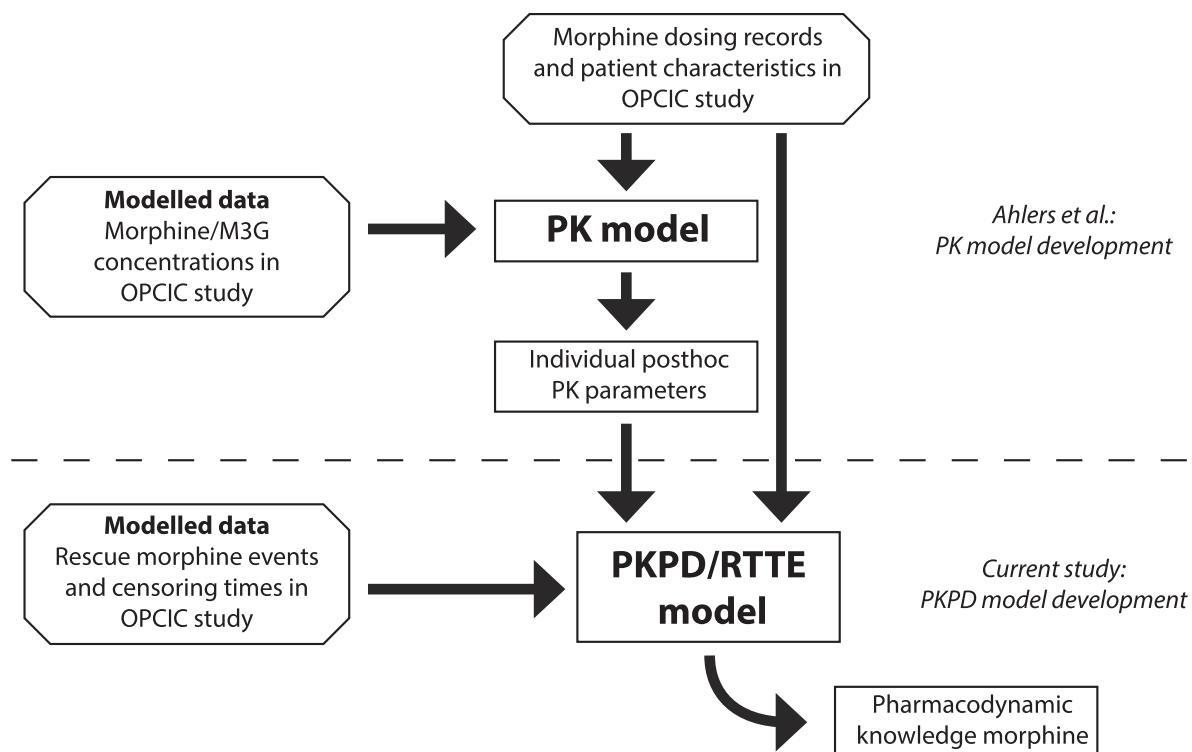 Morphine dosing records
and patient characteristics in
OPCIC study
Modelled data
Morphine/M3G
concentrations in
OPCIC study
PK model
Ahlers et al.:
PK model development
Individual posthoc
PK parameters
Modelled data
Rescue morphine events
and censoring times in
OPCIC study
PKPD/RTTE
model
Current study:
PKPD model development
Pharmacodynamic
knowledge morphine